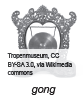 Tropenmuseum, CC
BY-SA 3.0, via Wikimedia
commons
gong